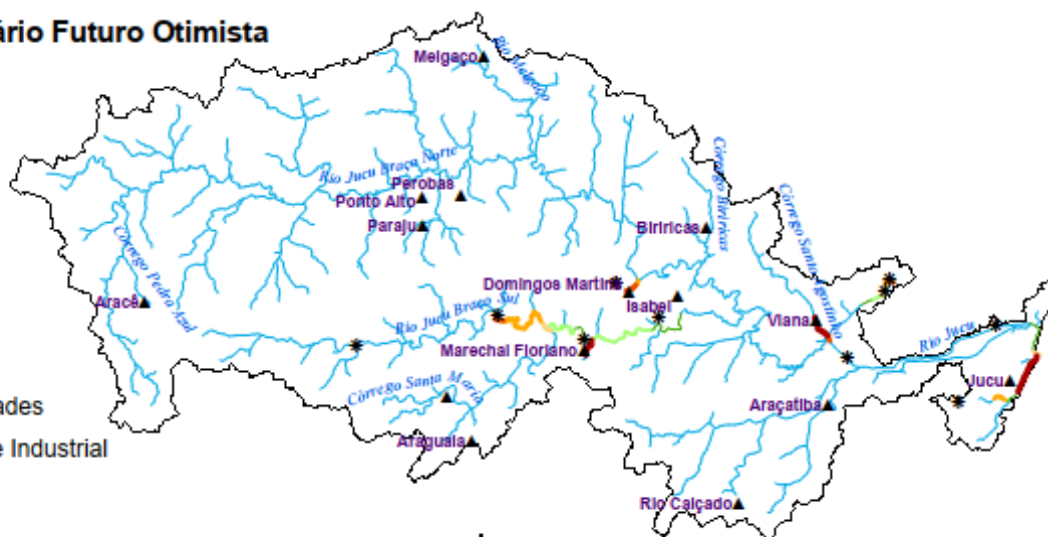 ário Futuro Otimista
Melgaço
Rio Melgaço
Rio Jucu Braço Norte
Perobas
Ponto Alto
Paraju
Córrego Biriricas
Biriricas
Córrego Santo Agostinho
Córrego Pedra Azul
Aracê
Domingos Martins
Isabel
Viana
Rio Jucu Braço Sul
Rio Jucu
Marechal Floriano
Jucu
Córrego Santa Maria
Araçatiba
ades
Araguaia
e Industrial
Rio Calçado